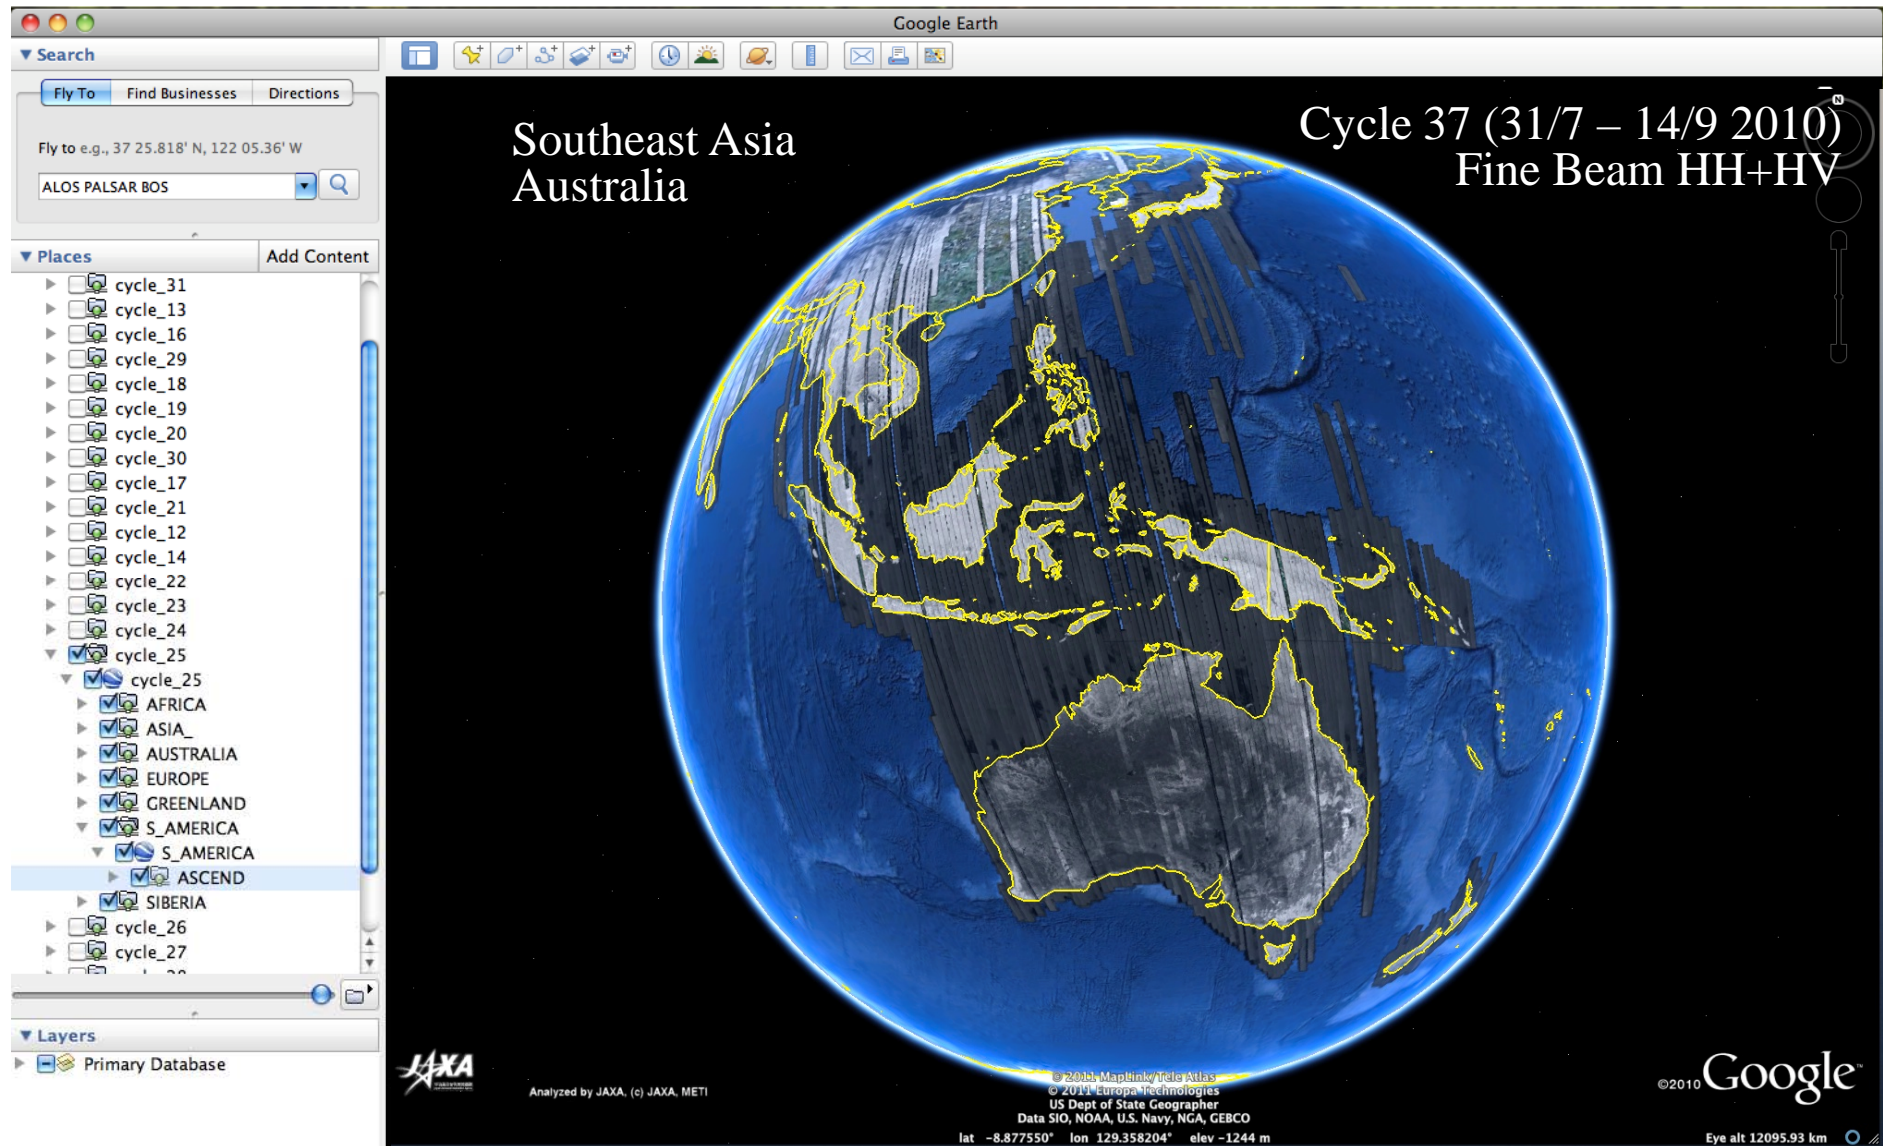 Google Earth
Search
Fly To Find Businesses Directions
Fly to e.g., 37 25.818' N, 122 05.36' W
ALOS PALSAR BOS
Places Add Content
cycle_31
cycle_13
cycle_16
cycle_29
cycle_18
cycle_19
cycle_20
cycle_30
cycle_17
cycle_21
cycle_12
cycle_14
cycle_22
cycle_23
cycle_24
cycle_25
cycle_25
AFRICA
ASIA_
AUSTRALIA
EUROPE
GREENLAND
S_AMERICA
S_AMERICA
ASCEND
SIBERIA
cycle_26
cycle_27
Layers
Primary Database
Southeast Asia
Australia
Cycle 37 (31/7 – 14/9 2010)
Fine Beam HH+HV
N
JAXA
Analyzed by JAXA, (c) JAXA, METI
© 2011 MapLink/Tele Atlas
© 2011 Europa Technologies
US Dept of State Geographer
Data SIO, NOAA, U.S. Navy, NGA, GEBCO
lat -8.877550° lon 129.358204° elev -1244 m
©2010 Google™
Eye alt 12095.93 km